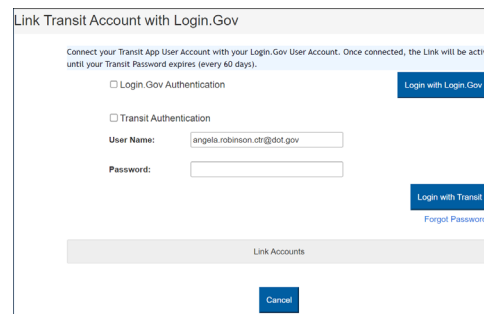 Link Transit Account with Login.Gov
Connect your Transit App User Account with your Login.Gov User Account. Once connected, the Link will be acti
until your Transit Password expires (every 60 days).
Login.Gov Authentication
Login with Login.Gov
Transit Authentication
User Name:
angela.robinson.ctr@dot.gov
Password:
Login with Transit
Forgot Password
Link Accounts
Cancel